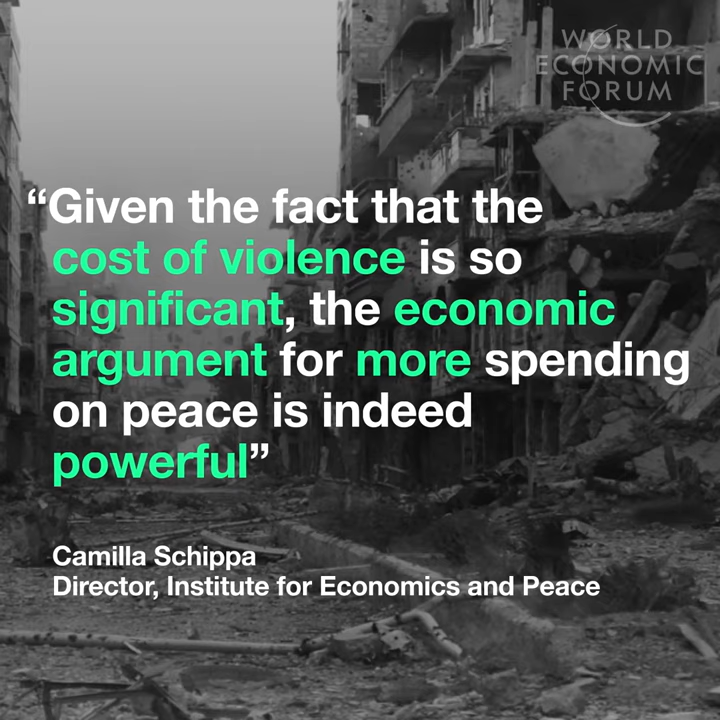 WORLD
ECONOMIC
FORUM
“Given the fact that the
cost of violence is so
significant, the economic
argument for more spending
on peace is indeed
powerful”
Camilla Schippa
Director, Institute for Economics and Peace